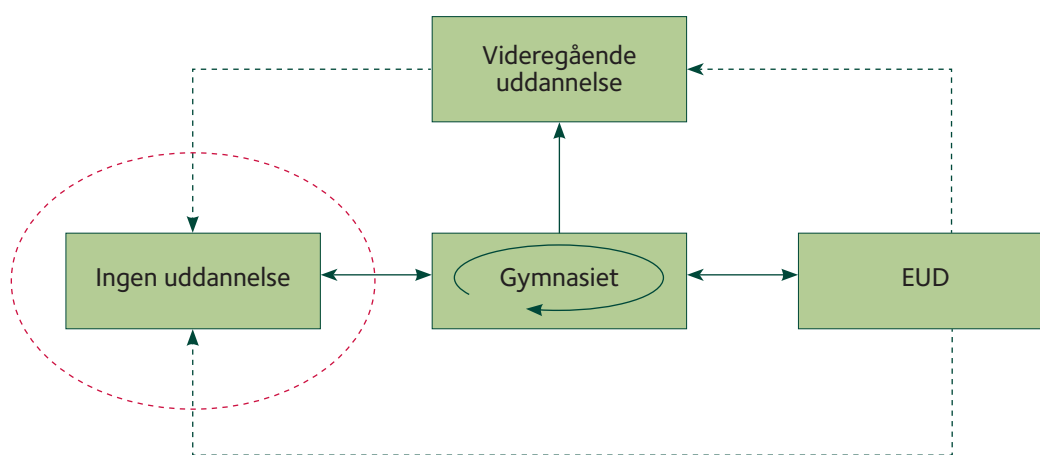 Videregående
uddannelse
Ingen uddannelse
Gymnasiet
EUD